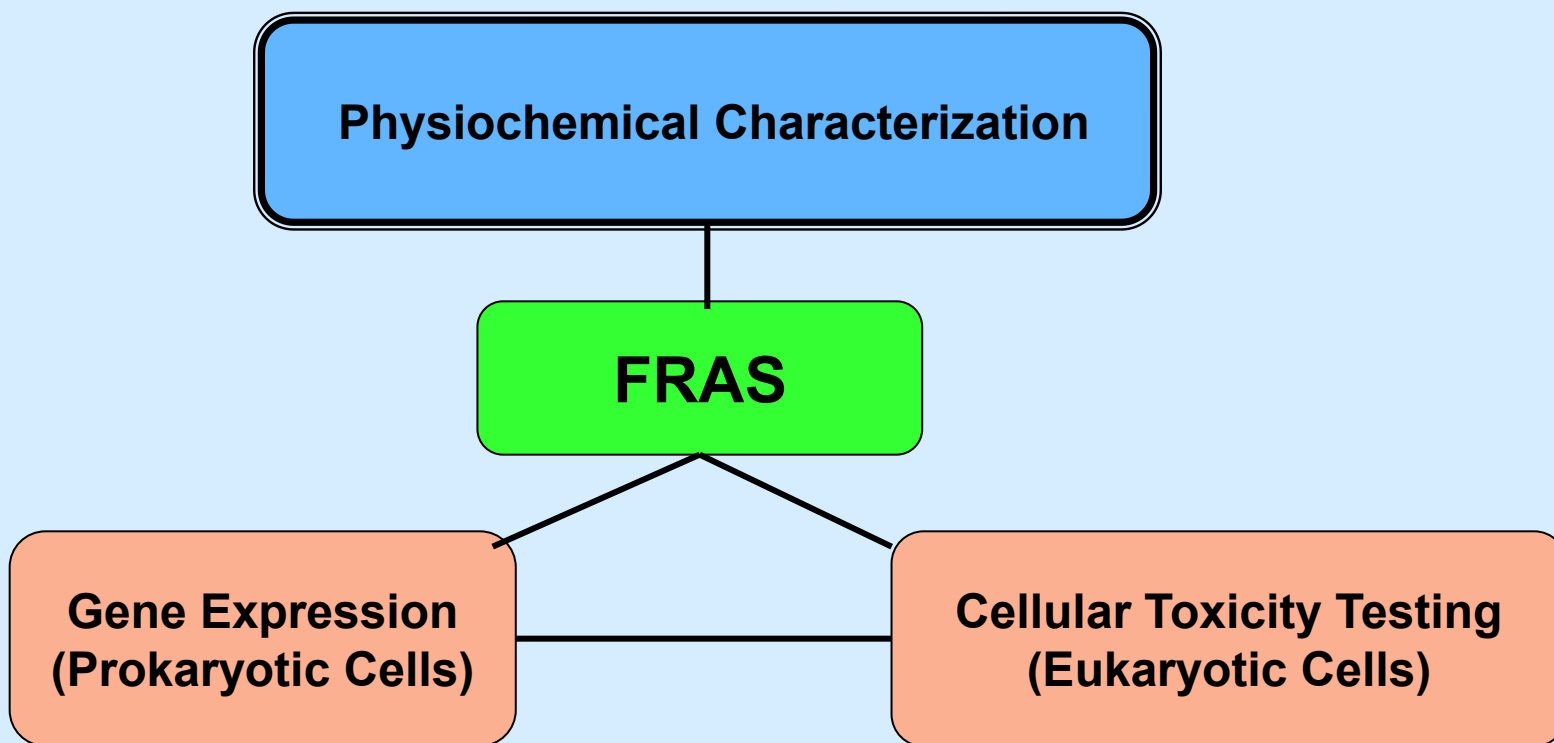 Physiochemical Characterization
FRAS
Gene Expression
(Prokaryotic Cells)
Cellular Toxicity Testing
(Eukaryotic Cells)